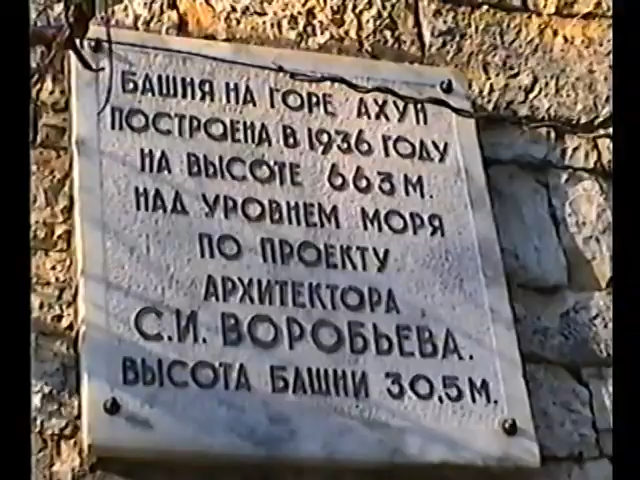 БАШНЯ НА ГОРЕ АХУН
ПОСТРОЕНА В 1936 ГОДУ
НА ВЫСОТЕ 663 М.
НАД УРОВНЕМ МОРЯ
ПО ПРОЕКТУ
АРХИТЕКТОРА
С.И. ВОРОБЬЕВА.
ВЫСОТА БАШНИ 30,5 М.